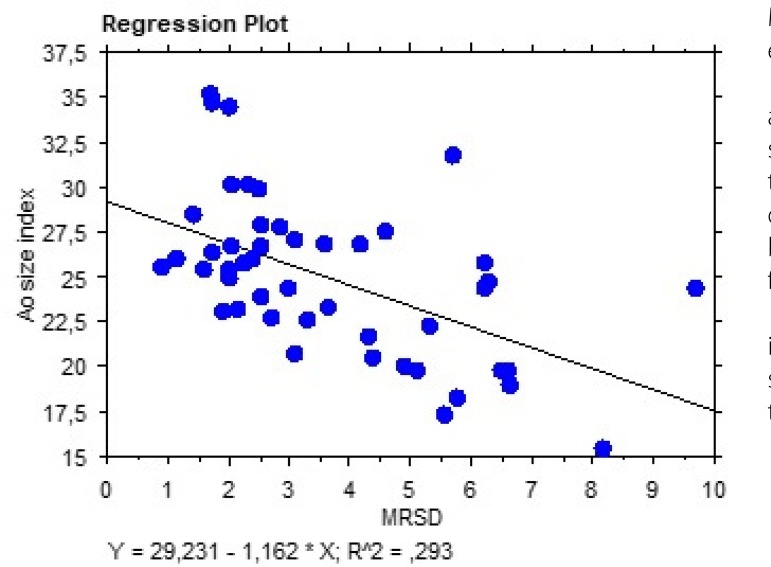 Regression Plot
37,5
35
32,5
30
27,5
25
22,5
20
17,5
15
Ao size index
0 1 2 3 4 5 6 7 8 9 10
MRSD
Y = 29,231 - 1,162 * X; R^2 = ,293